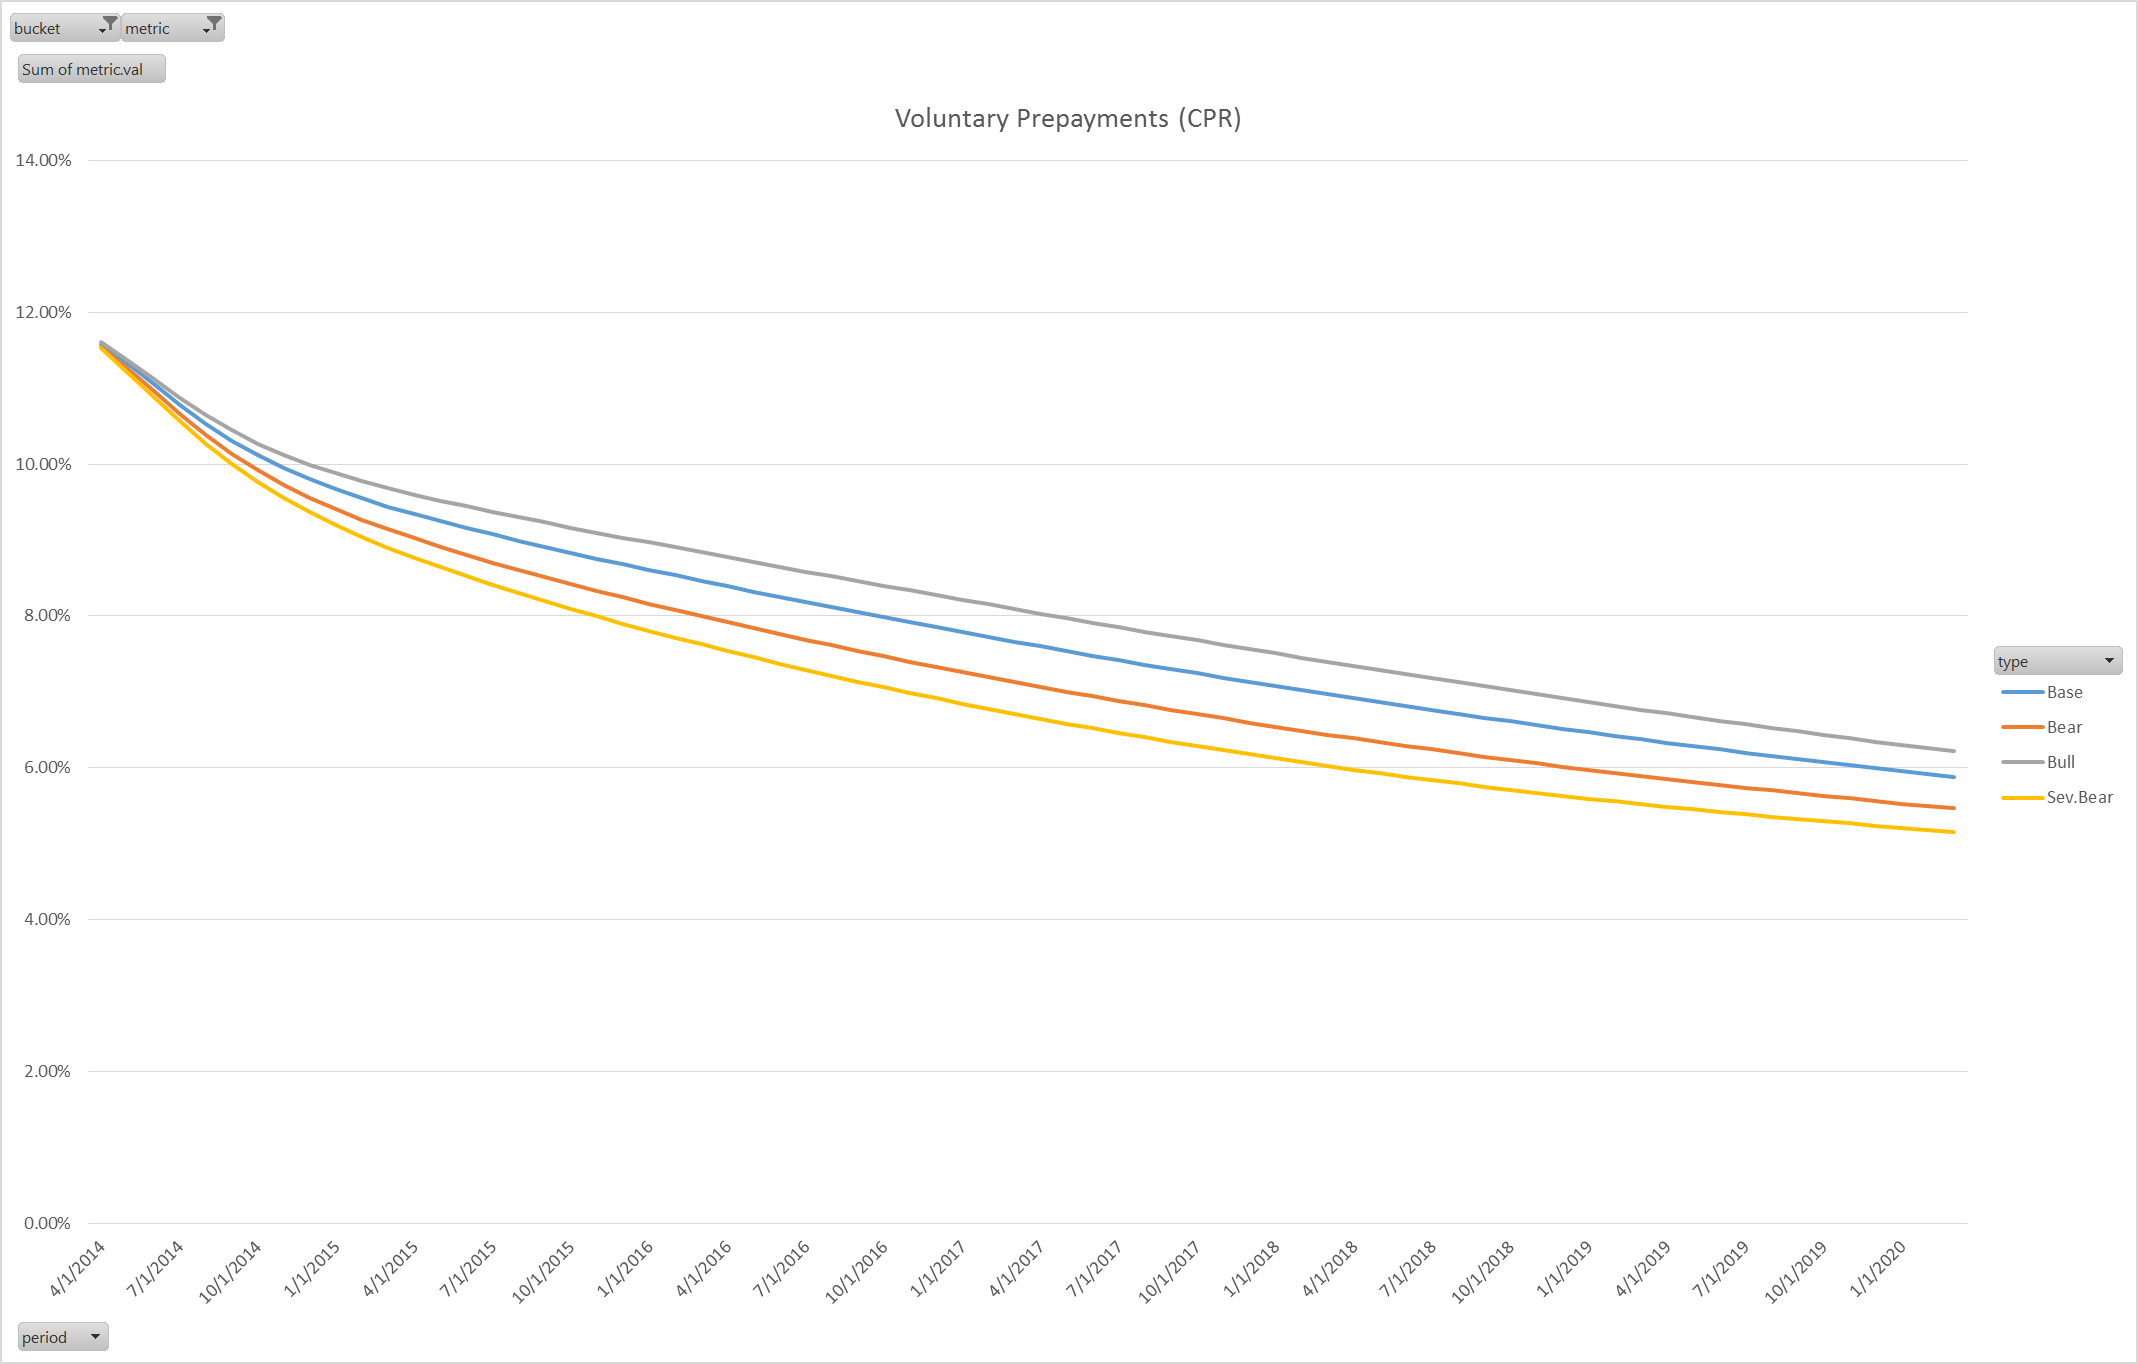 bucket metric
Sum of metric.val
Voluntary Prepayments (CPR)
14.00%
12.00%
10.00%
8.00%
6.00%
4.00%
2.00%
0.00%
type
Base
Bear
Bull
Sev.Bear
4/1/2014 7/1/2014 10/1/2014 1/1/2015 4/1/2015 7/1/2015 10/1/2015 1/1/2016 4/1/2016 7/1/2016 10/1/2016 1/1/2017 4/1/2017 7/1/2017 10/1/2017 1/1/2018 4/1/2018 7/1/2018 10/1/2018 1/1/2019 4/1/2019 7/1/2019 10/1/2019 1/1/2020
period